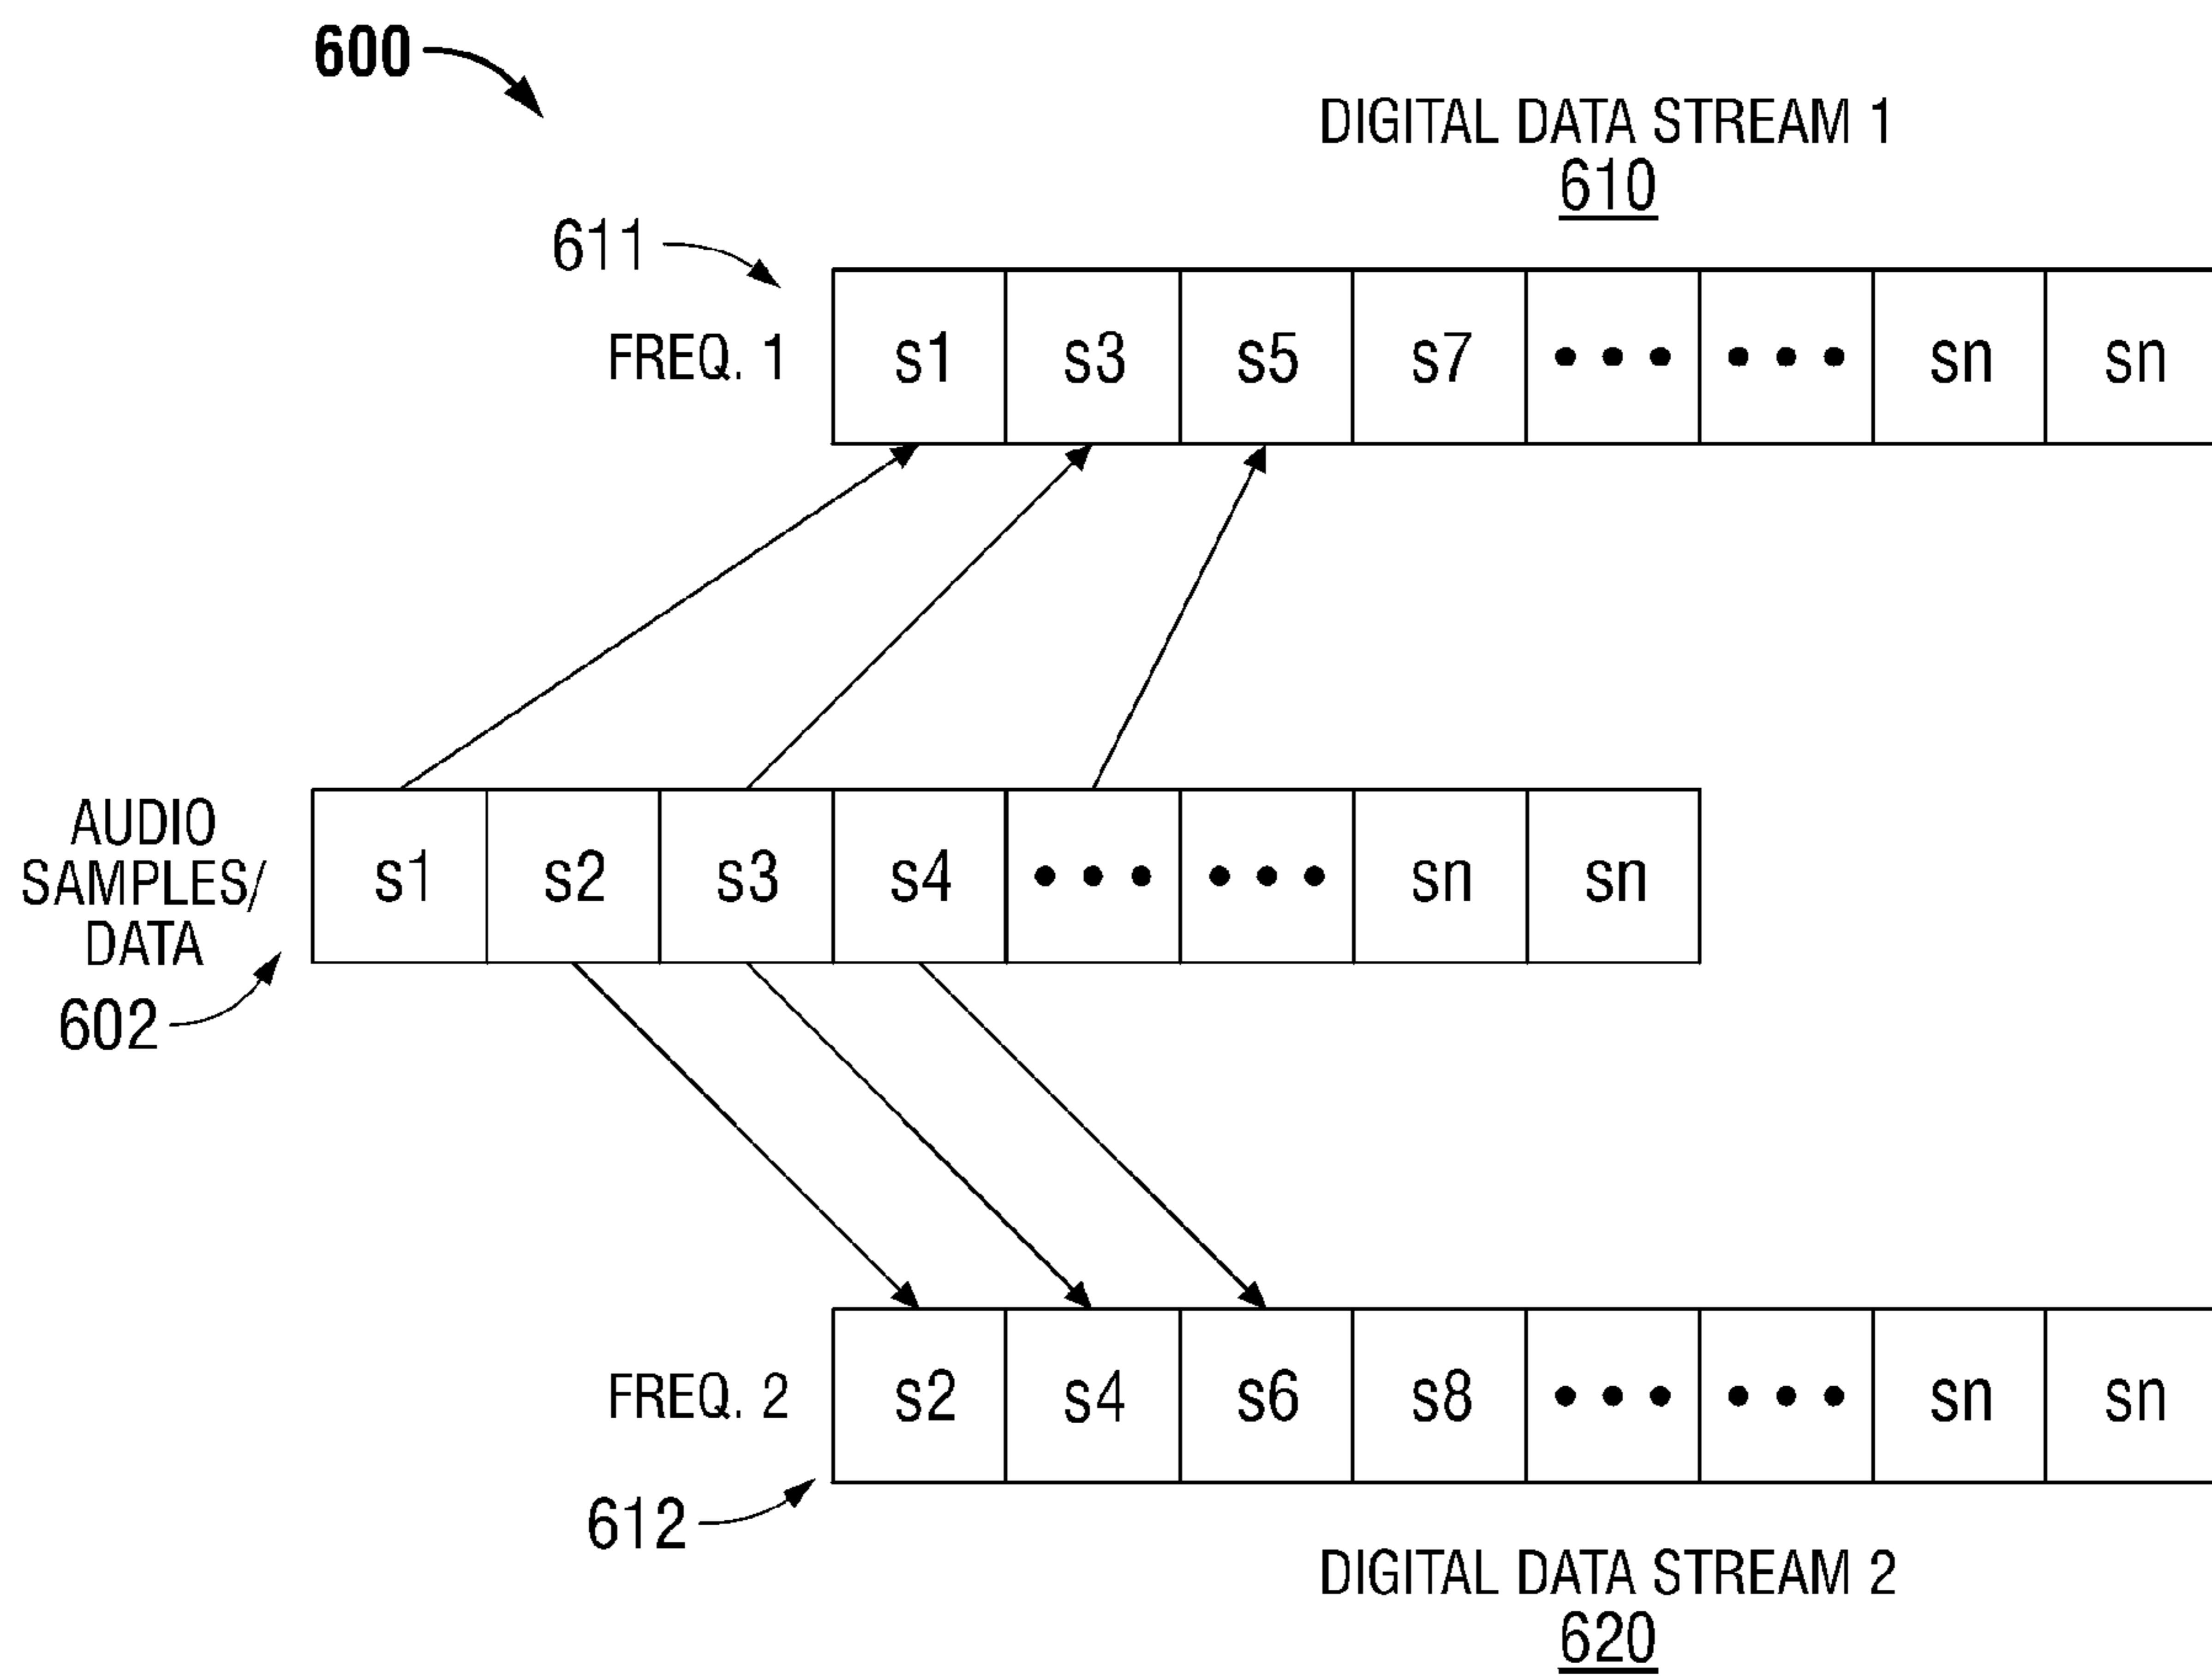 600
DIGITAL DATA STREAM 1
610
611
FREQ. 1 s1 s3 s5 s7 ••• ••• sn sn
AUDIO
SAMPLES/
DATA
s1 s2 s3 s4 ••• ••• sn sn
602
FREQ. 2 s2 s4 s6 s8 ••• ••• sn sn
612
DIGITAL DATA STREAM 2
620